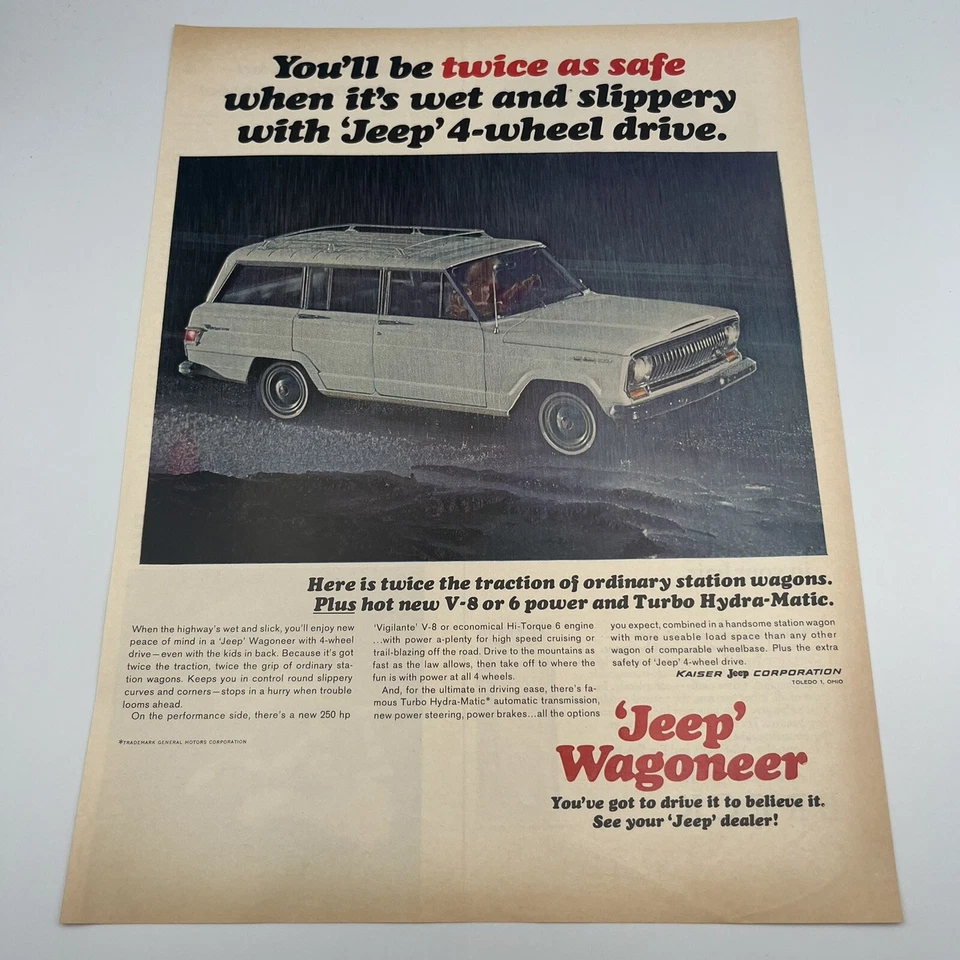 You'll be twice as safe
when it's wet and slippery
with 'Jeep' 4-wheel drive.
Here is twice the traction of ordinary station wagons.
Plus hot new V-8 or 6 power and Turbo Hydra-Matic.
When the highway's wet and slick, you'll enjoy new
peace of mind in a 'Jeep' Wagoneer with 4-wheel
drive—even with the kids in back. Because it's got
twice the traction, twice the grip of ordinary sta-
tion wagons. Keeps you in control round slippery
curves and corners—stops in a hurry when trouble
looms ahead.
On the performance side, there's a new 250 hp
'Vigilante' V-8 or economical Hi-Torque 6 engine
...with power a-plenty for high speed cruising or
trail-blazing off the road. Drive to the mountains as
fast as the law allows, then take off to where the
fun is with power at all 4 wheels.
And, for the ultimate in driving ease, there's fa-
mous Turbo Hydra-Matic* automatic transmission,
new power steering, power brakes...all the options
you expect, combined in a handsome station wagon
with more useable load space than any other
wagon of comparable wheelbase. Plus the extra
safety of 'Jeep' 4-wheel drive.
KAISER Jeep CORPORATION
TOLEDO 1, OHIO
*TRADEMARK GENERAL MOTORS CORPORATION
'Jeep'
Wagoneer
You've got to drive it to believe it.
See your 'Jeep' dealer!